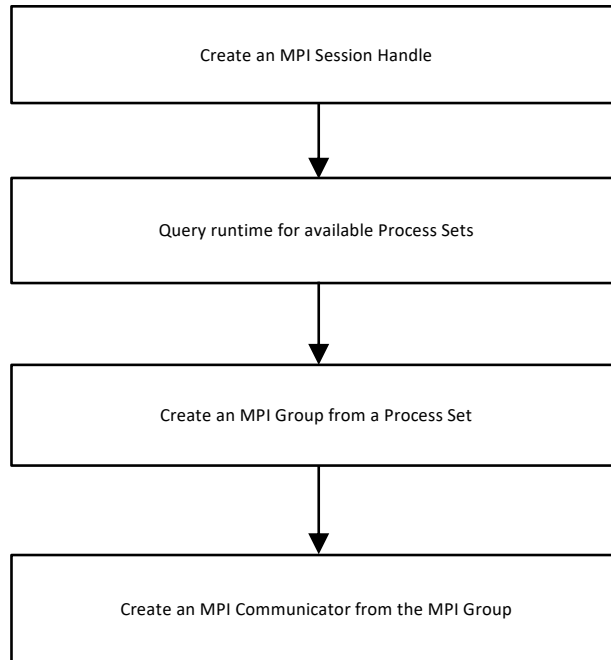 Create an MPI Session Handle
Query runtime for available Process Sets
Create an MPI Group from a Process Set
Create an MPI Communicator from the MPI Group